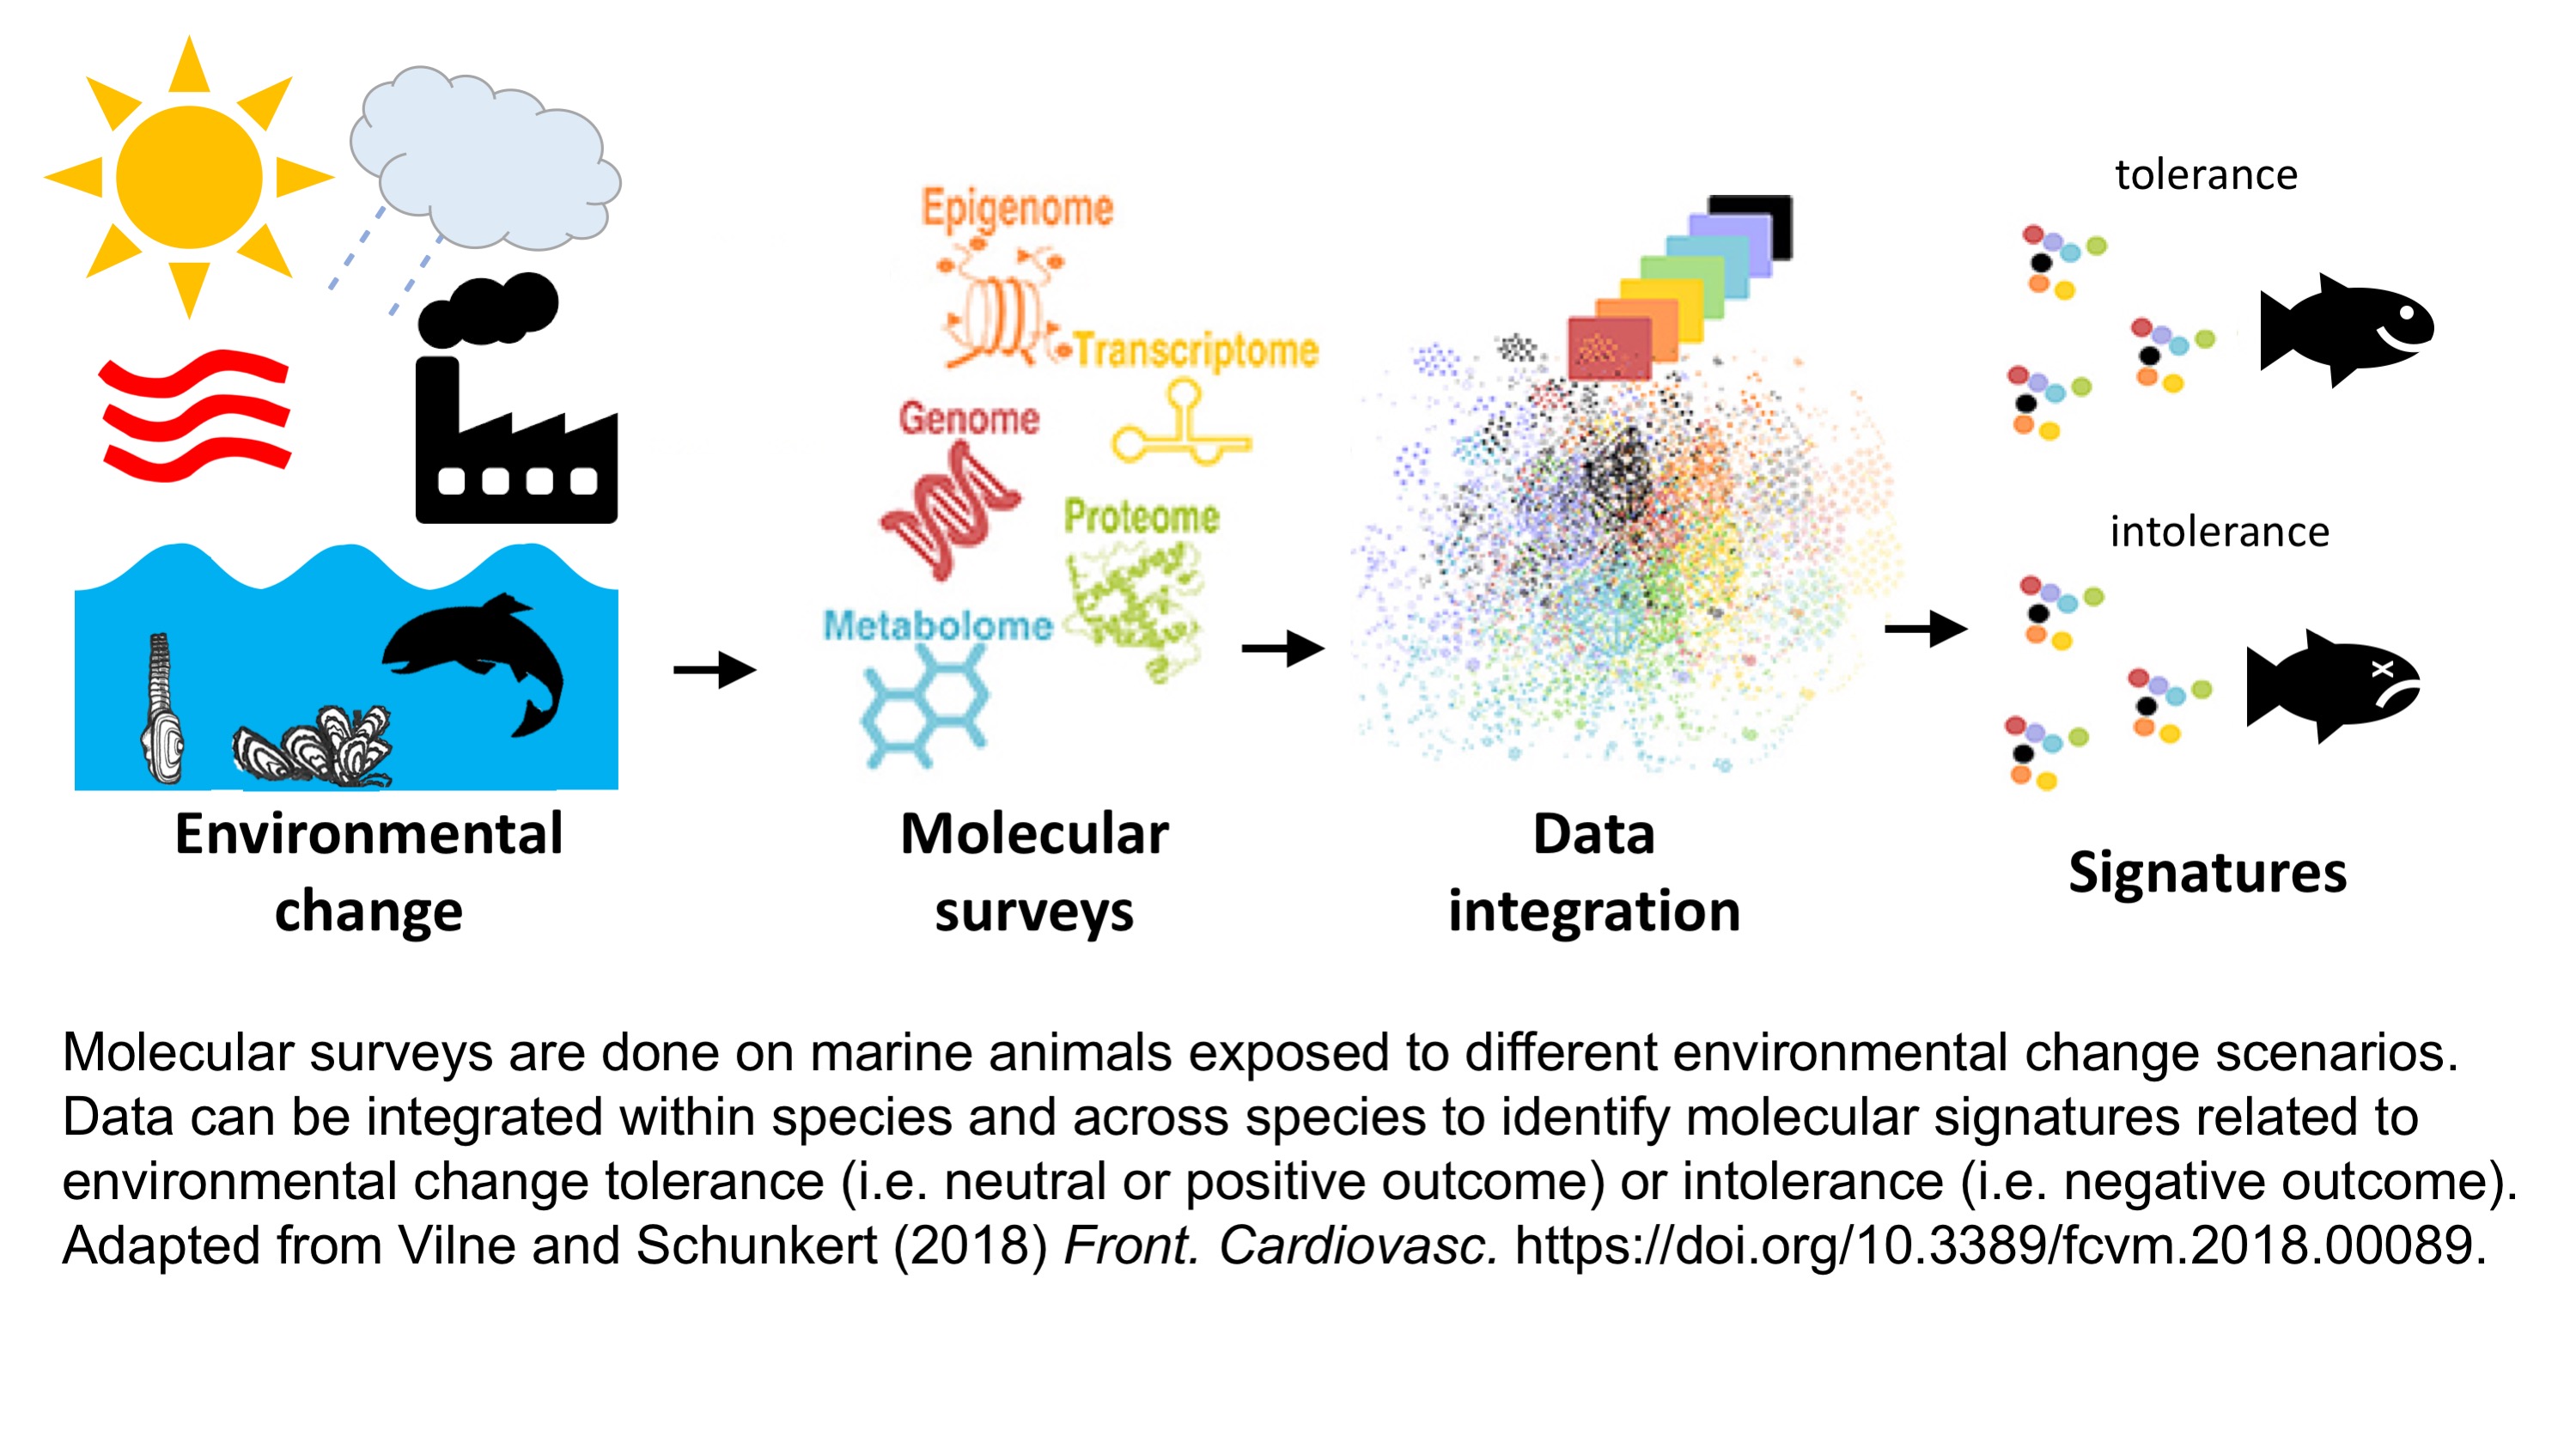 tolerance
Epigenome
Transcriptome
Genome
Proteome
intolerance
Metabolome
Environmental
change
Molecular
surveys
Data
integration
Signatures
Molecular surveys are done on marine animals exposed to different environmental change scenarios.
Data can be integrated within species and across species to identify molecular signatures related to
environmental change tolerance (i.e. neutral or positive outcome) or intolerance (i.e. negative outcome).
Adapted from Vilne and Schunkert (2018) Front. Cardiovasc. https://doi.org/10.3389/fcvm.2018.00089.